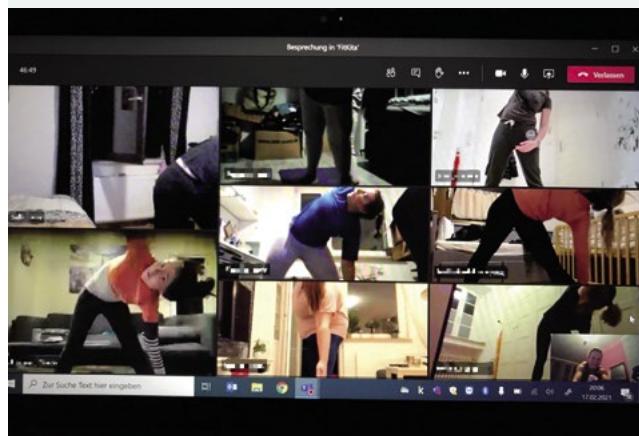 Besprechung in 'FitKita'
46:49
Verlassen
Zur Suche Text hier eingeben
20:06
17.02.2021